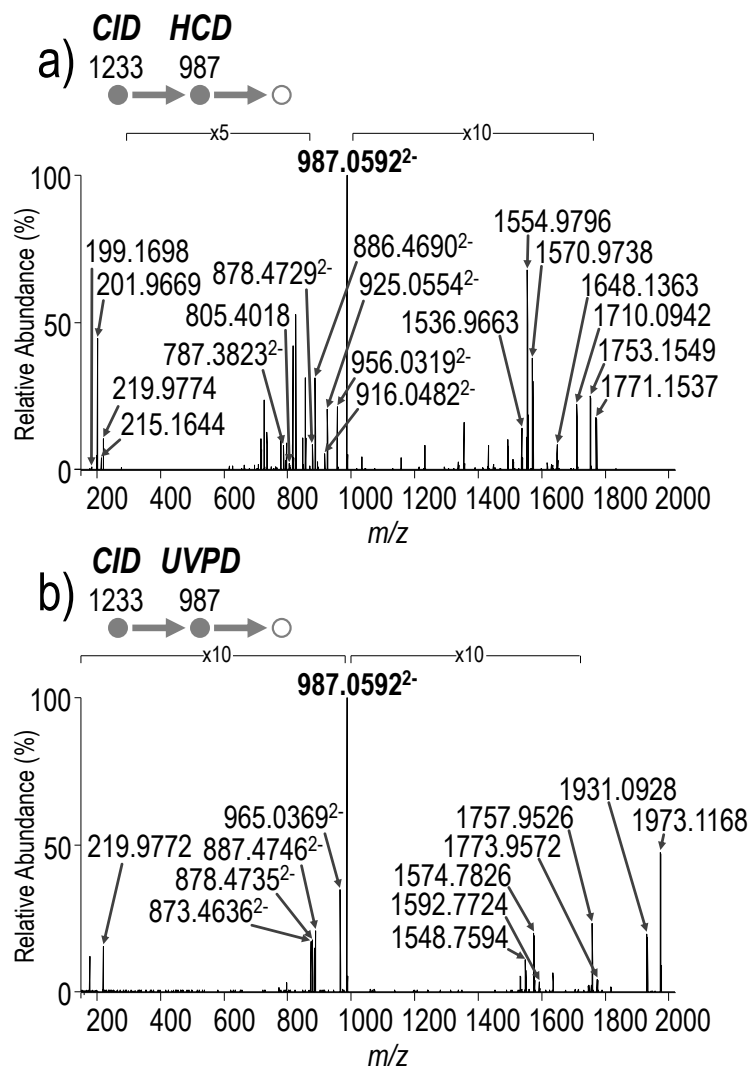 a)
CID HCD
1233 987
x5
x10
987.0592²⁻
100
50
0
Relative Abundance (%)
199.1698
201.9669
219.9774
215.1644
878.4729²⁻
805.4018
787.3823²⁻
886.4690²⁻
925.0554²⁻
956.0319²⁻
916.0482²⁻
1554.9796
1570.9738
1648.1363
1536.9663
1710.0942
1753.1549
1771.1537
200 400 600 800 1000 1200 1400 1600 1800 2000
m/z
b)
CID UVPD
1233 987
x10
x10
987.0592²⁻
100
50
0
Relative Abundance (%)
219.9772
965.0369²⁻
887.4746²⁻
878.4735²⁻
873.4636²⁻
1931.0928
1757.9526
1973.1168
1773.9572
1574.7826
1592.7724
1548.7594
200 400 600 800 1000 1200 1400 1600 1800 2000
m/z